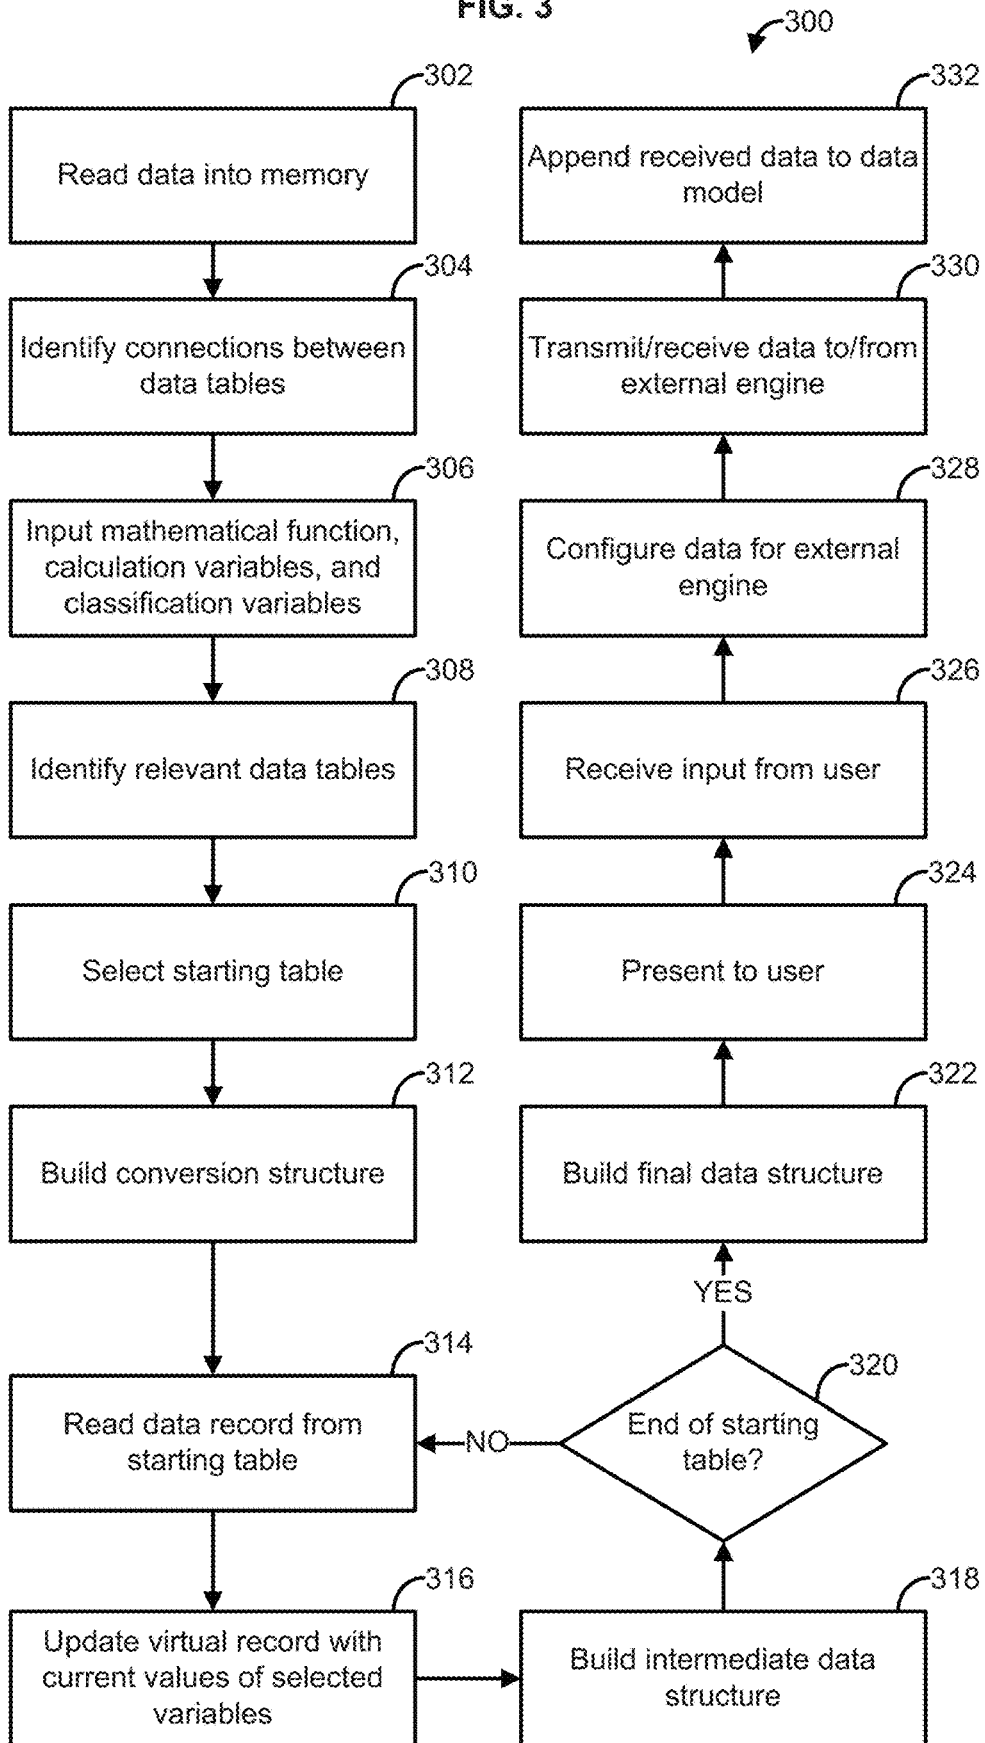 FIG. 3
300
302
Read data into memory
304
Identify connections between
data tables
306
Input mathematical function,
calculation variables, and
classification variables
308
Identify relevant data tables
310
Select starting table
312
Build conversion structure
314
Read data record from
starting table
316
Update virtual record with
current values of selected
variables
318
Build intermediate data
structure
320
End of starting
table?
NO
YES
322
Build final data structure
324
Present to user
326
Receive input from user
328
Configure data for external
engine
330
Transmit/receive data to/from
external engine
332
Append received data to data
model